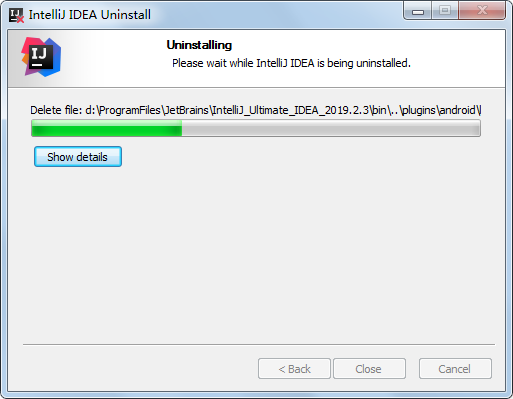 IntelliJ IDEA Uninstall
IJ
Uninstalling
Please wait while IntelliJ IDEA is being uninstalled.
Delete file: d:\ProgramFiles\JetBrains\IntelliJ_Ultimate_IDEA_2019.2.3\bin\..\plugins\android\
Show details
< Back
Close
Cancel